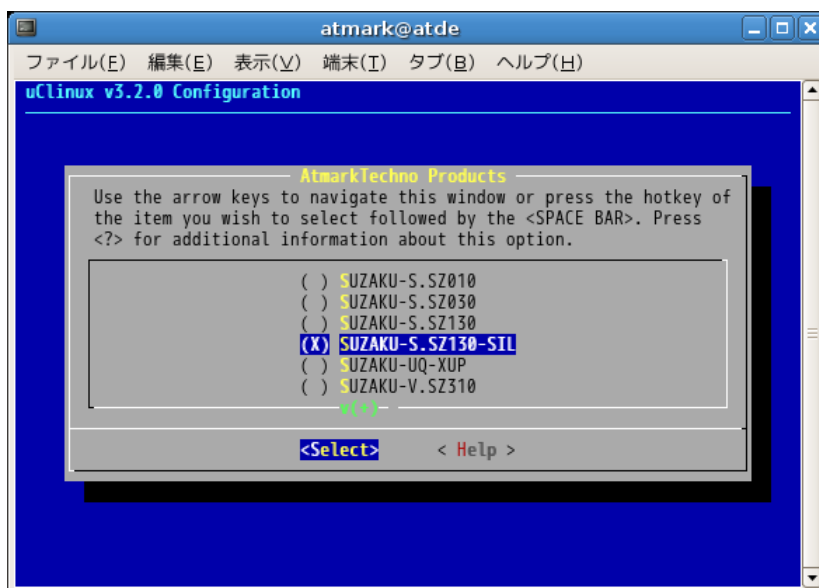 atmark@atde
ファイル(F) 編集(E) 表示(V) 端末(T) タブ(B) ヘルプ(H)
uClinux v3.2.0 Configuration
AtmarkTechno Products
Use the arrow keys to navigate this window or press the hotkey of
the item you wish to select followed by the <SPACE BAR>. Press
<?> for additional information about this option.
( ) SUZAKU-S.SZ010
( ) SUZAKU-S.SZ030
( ) SUZAKU-S.SZ130
(X) SUZAKU-S.SZ130-SIL
( ) SUZAKU-UQ-XUP
( ) SUZAKU-V.SZ310
v(+)
<Select> < Help >